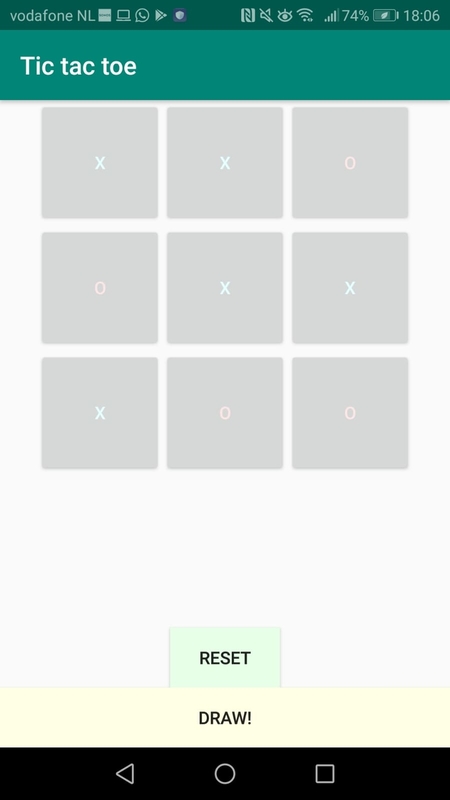 vodafone NL 74% 18:06
Tic tac toe
X X O
O X X
X O O
RESET
DRAW!